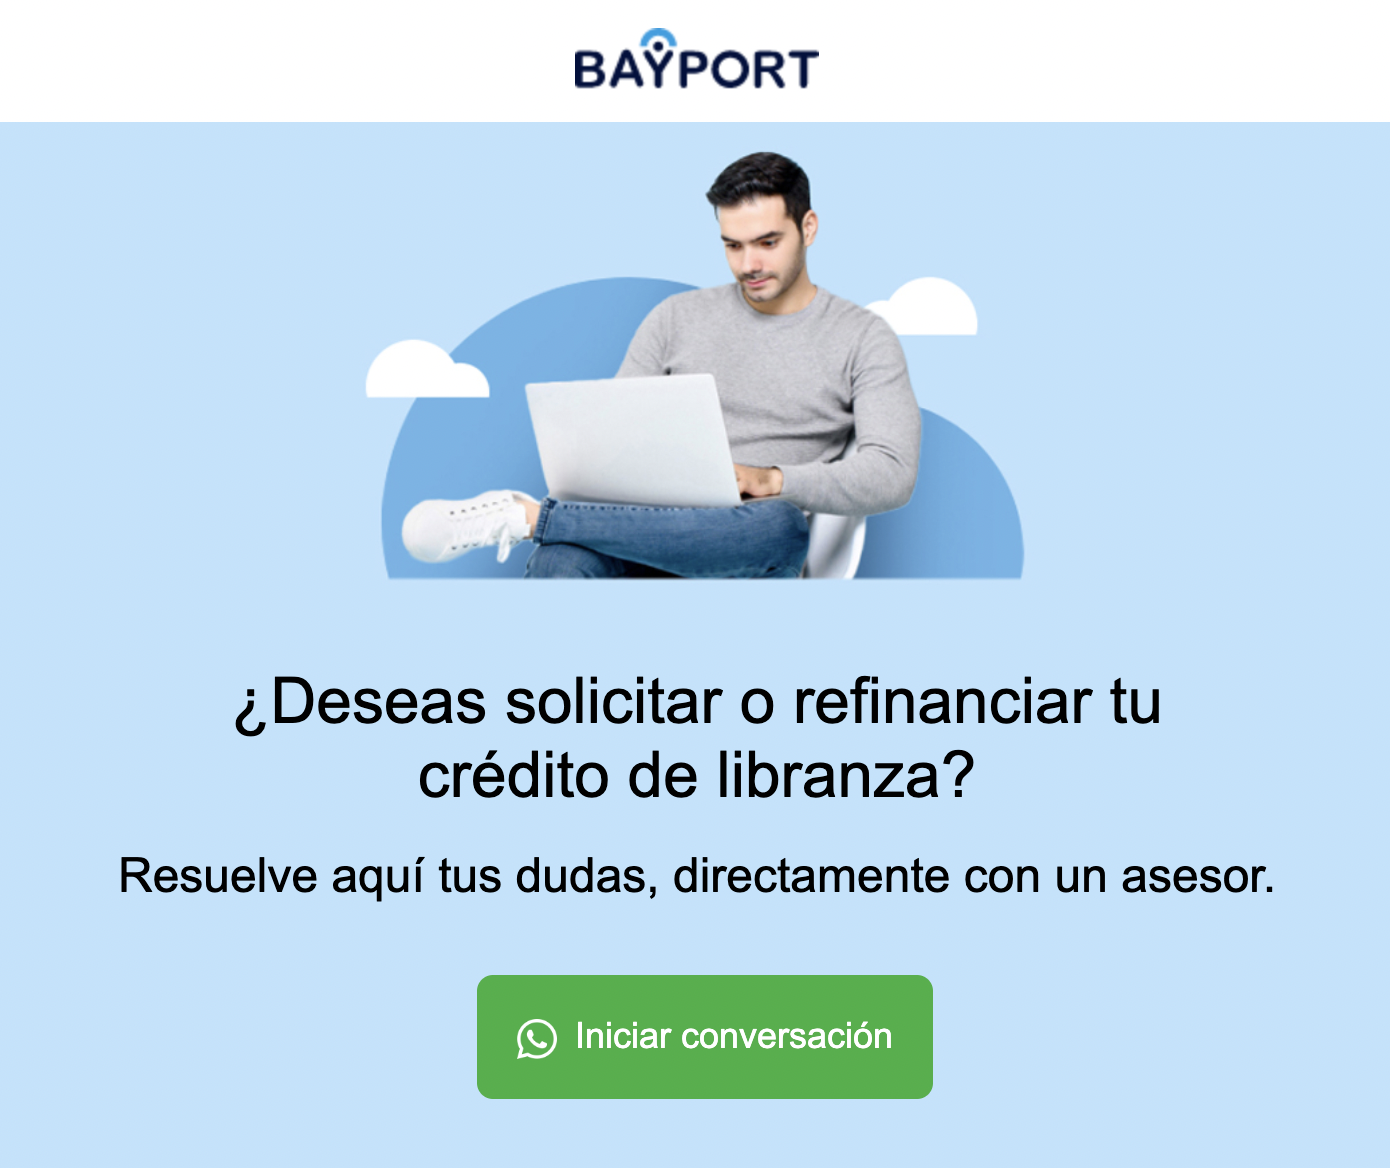 BAYPORT
¿Deseas solicitar o refinanciar tu
crédito de libranza?
Resuelve aquí tus dudas, directamente con un asesor.
Iniciar conversación